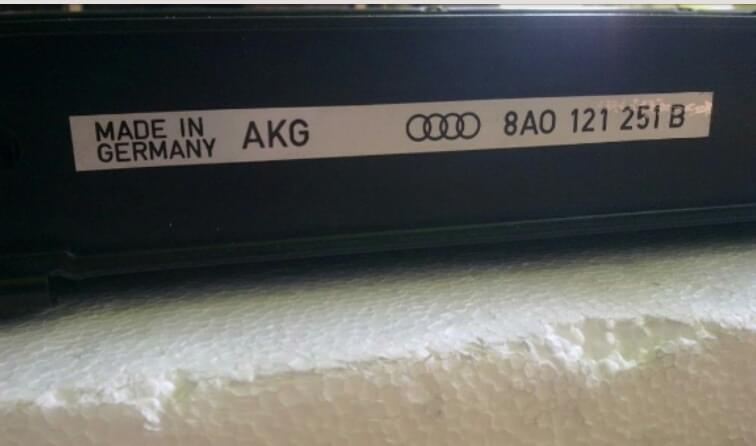 MADE IN
GERMANY
AKG
8A0 121 251 B